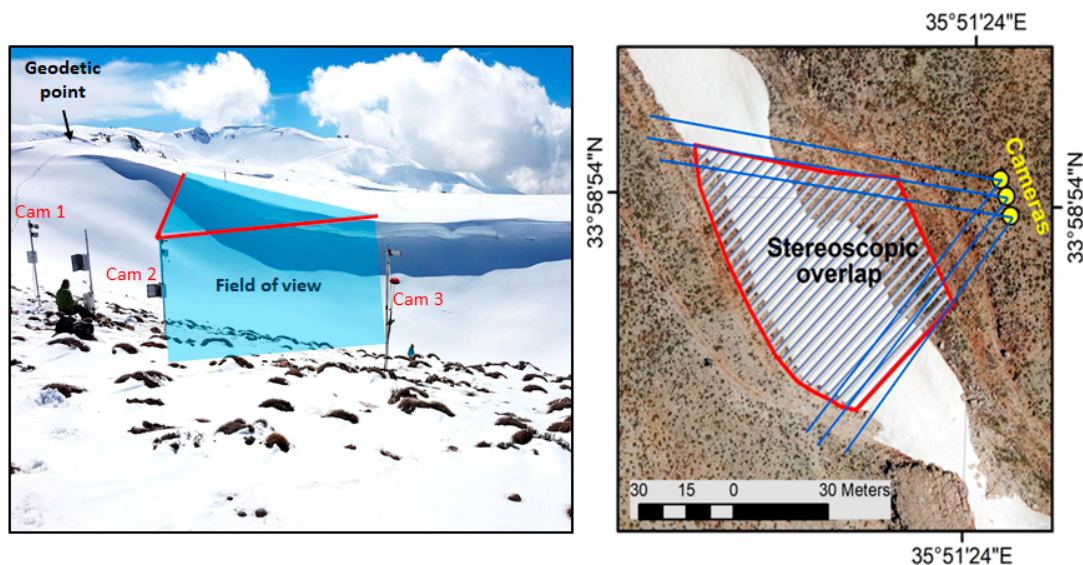 Geodetic
point
Cam 1
Cam 2
Field of view
Cam 3
35°51'24"E
33°58'54"N
Cameras
Stereoscopic
overlap
33°58'54"N
30 15 0 30 Meters
35°51'24"E